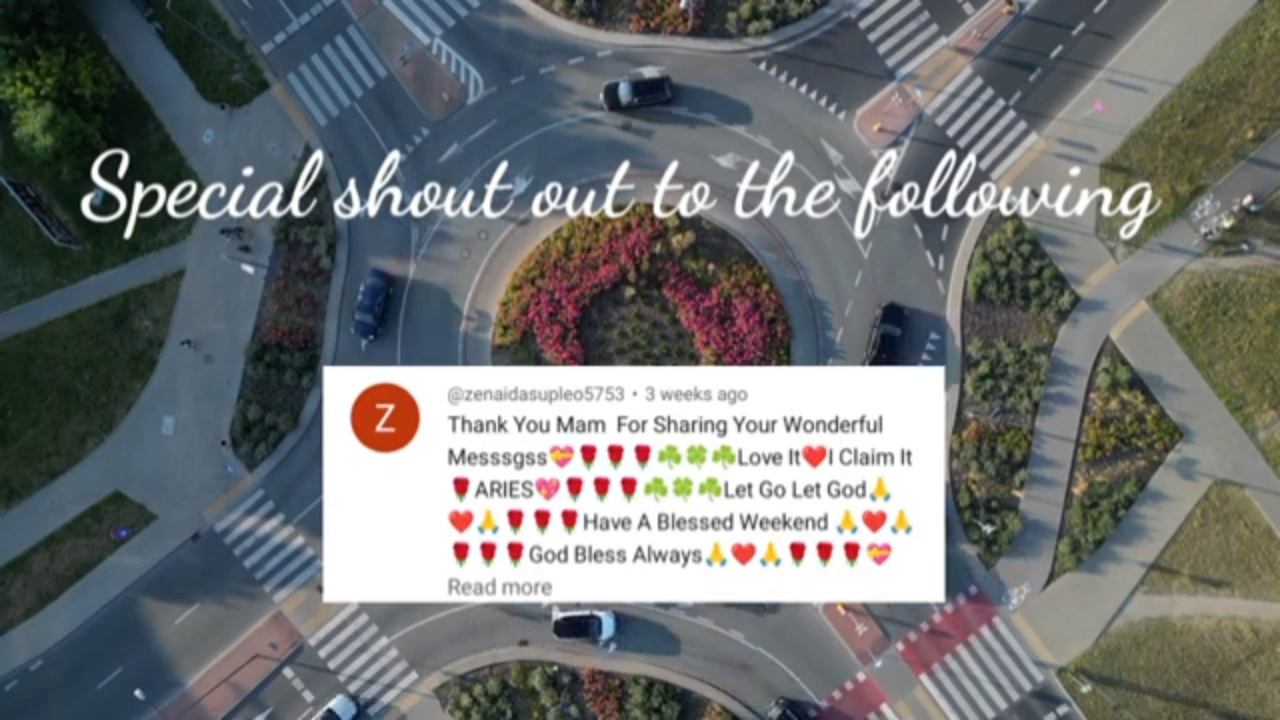 Special shout out to the following
Z
@zenaidasupleo5753 • 3 weeks ago
Thank You Mam For Sharing Your Wonderful
Messsgss💝🌹🌹🌹☘️🍀☘️Love It❤️I Claim It
🌹ARIES💖🌹🌹🌹☘️🍀☘️Let Go Let God🙏
❤️🙏🌹🌹🌹Have A Blessed Weekend 🙏❤️🙏
🌹🌹🌹God Bless Always🙏❤️🙏🌹🌹🌹💝
Read more